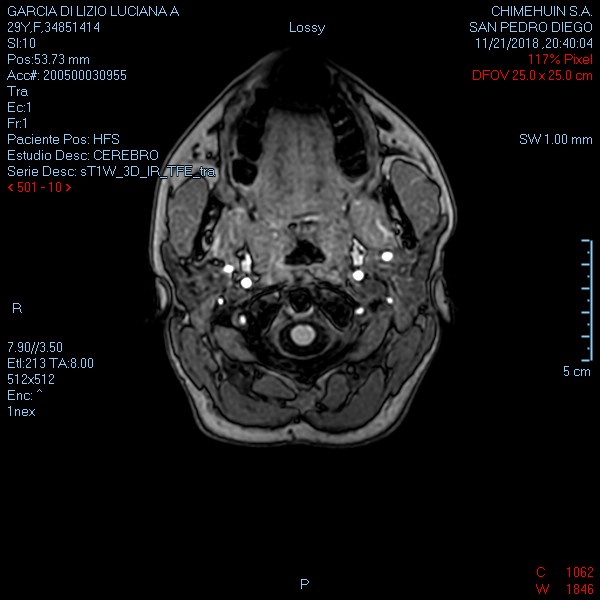 GARCIA DI LIZIO LUCIANA A
29Y,F,34851414
Sl:10
Pos:53.73 mm
Acc#: 200500030955
Tra
Ec:1
Fr:1
Paciente Pos: HFS
Estudio Desc: CEREBRO
Serie Desc: sT1W_3D_IR_TFE_tra
< 501 - 10 >
Lossy
CHIMEHUIN S.A.
SAN PEDRO DIEGO
11/21/2018 ,20:40:04
117% Pixel
DFOV 25.0 x 25.0 cm
SW 1.00 mm
R
5 cm
7.90//3.50
Etl:213 TA:8.00
512x512
Enc: ^
1nex
P
C 1062
W 1846